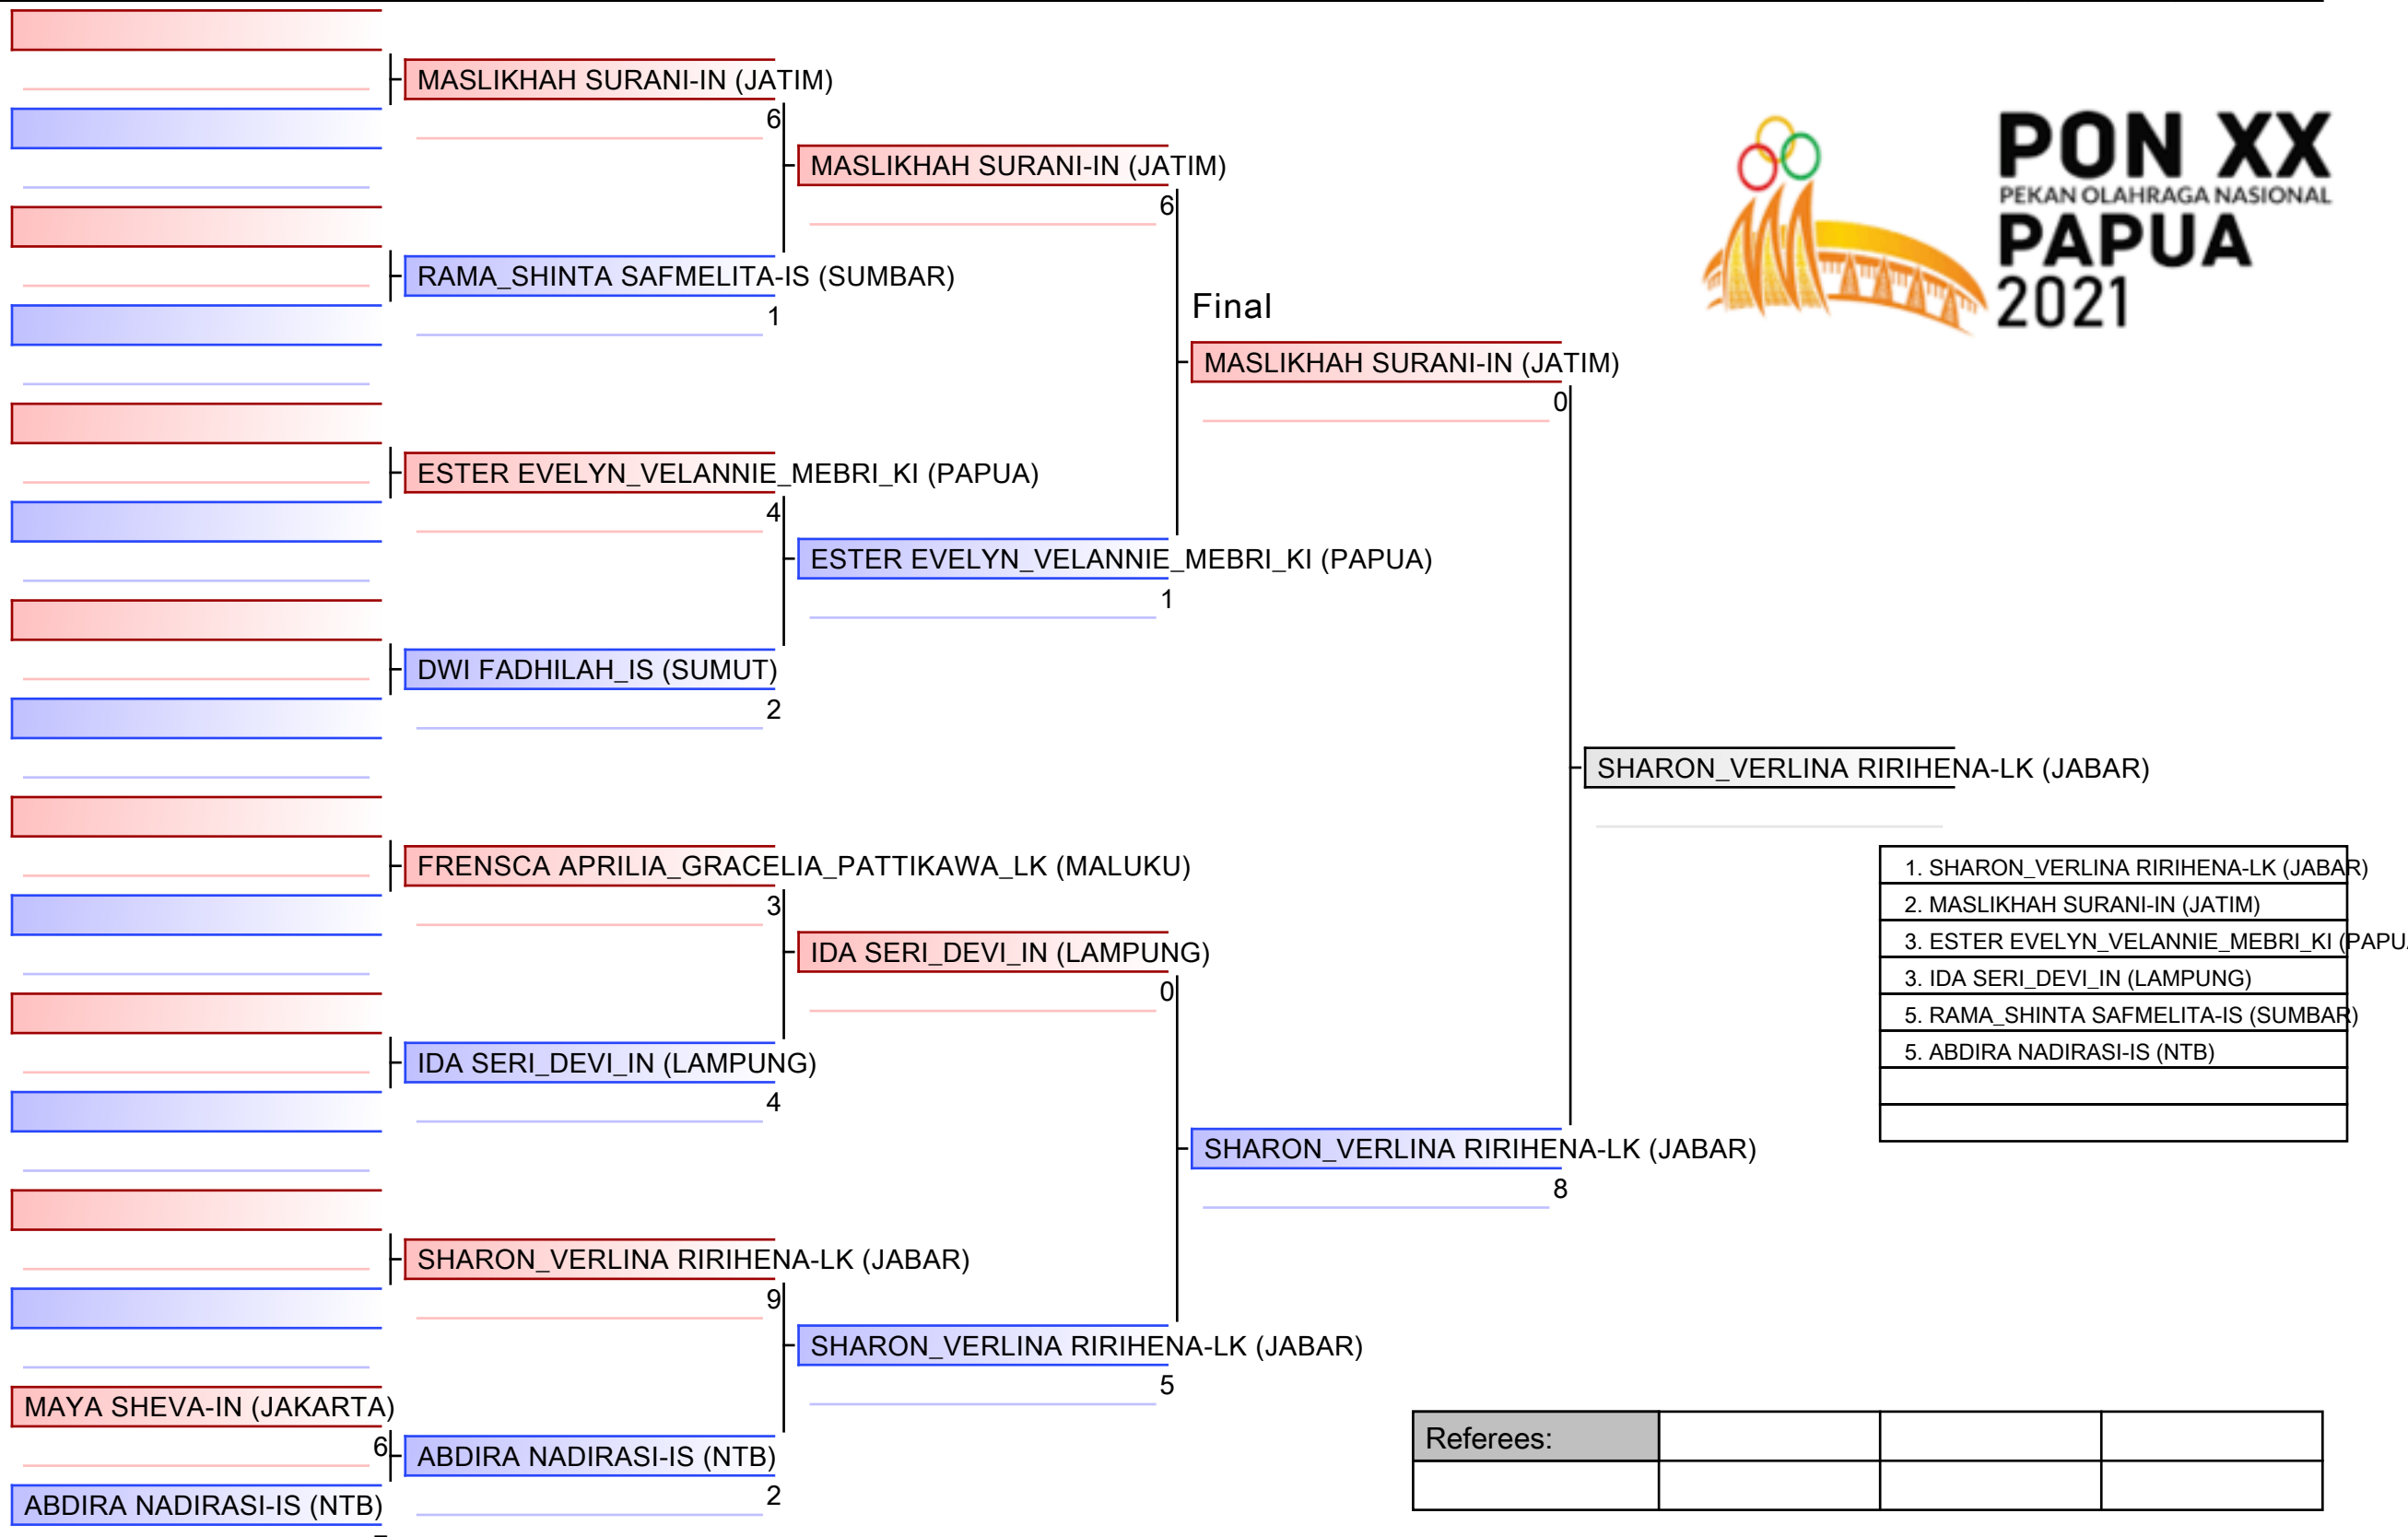 MASLIKHAH SURANI-IN (JATIM)
6
MASLIKHAH SURANI-IN (JATIM)
6
RAMA_SHINTA SAFMELITA-IS (SUMBAR)
1
Final
MASLIKHAH SURANI-IN (JATIM)
0
PON XX
PEKAN OLAHRAGA NASIONAL
PAPUA
2021
ESTER EVELYN_VELANNIE_MEBRI_KI (PAPUA)
4
ESTER EVELYN_VELANNIE_MEBRI_KI (PAPUA)
1
DWI FADHILAH_IS (SUMUT)
2
SHARON_VERLINA RIRIHENA-LK (JABAR)
FRENSCA APRILIA_GRACELIA_PATTIKAWA_LK (MALUKU)
3
IDA SERI_DEVI_IN (LAMPUNG)
0
IDA SERI_DEVI_IN (LAMPUNG)
4
1. SHARON_VERLINA RIRIHENA-LK (JABAR)
2. MASLIKHAH SURANI-IN (JATIM)
3. ESTER EVELYN_VELANNIE_MEBRI_KI (PAPU
3. IDA SERI_DEVI_IN (LAMPUNG)
5. RAMA_SHINTA SAFMELITA-IS (SUMBAR)
5. ABDIRA NADIRASI-IS (NTB)
SHARON_VERLINA RIRIHENA-LK (JABAR)
8
SHARON_VERLINA RIRIHENA-LK (JABAR)
9
SHARON_VERLINA RIRIHENA-LK (JABAR)
5
MAYA SHEVA-IN (JAKARTA)
6
ABDIRA NADIRASI-IS (NTB)
2
ABDIRA NADIRASI-IS (NTB)
Referees: